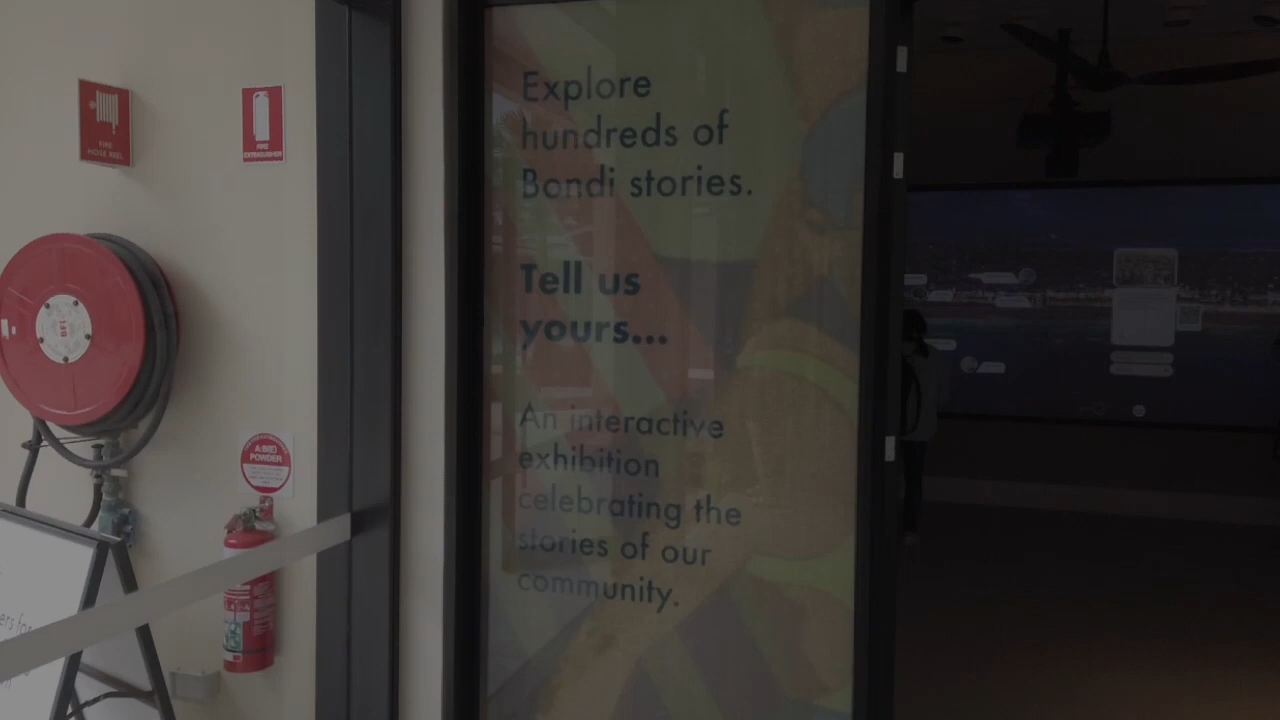 FIRE
HOSE REEL
FIRE
EXTINGUISHER
A:B(E)
POWDER
Explore
hundreds of
Bondi stories.
Tell us
yours...
An interactive
exhibition
celebrating the
stories of our
community.